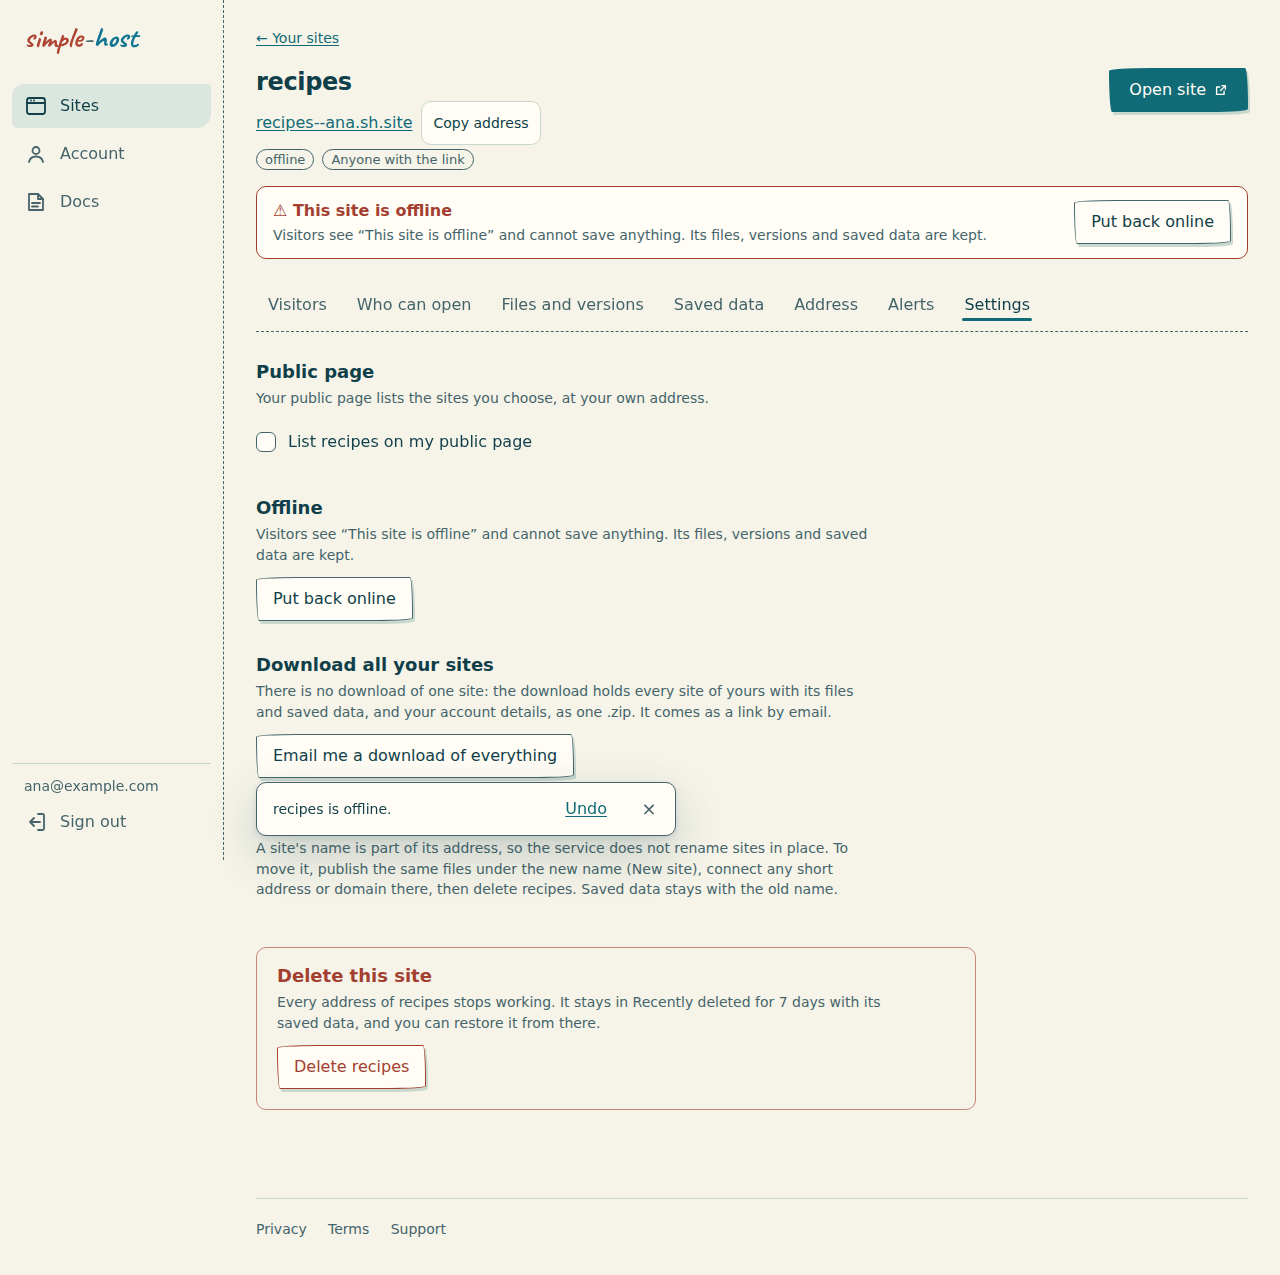 simple-host
Sites
Account
Docs
ana@example.com
Sign out
← Your sites
recipes
Open site
recipes--ana.sh.site
Copy address
offline
Anyone with the link
⚠ This site is offline
Visitors see “This site is offline” and cannot save anything. Its files, versions and saved data are kept.
Put back online
Visitors
Who can open
Files and versions
Saved data
Address
Alerts
Settings
Public page
Your public page lists the sites you choose, at your own address.
List recipes on my public page
Offline
Visitors see “This site is offline” and cannot save anything. Its files, versions and saved
data are kept.
Put back online
Download all your sites
There is no download of one site: the download holds every site of yours with its files
and saved data, and your account details, as one .zip. It comes as a link by email.
Email me a download of everything
recipes is offline.
Undo
×
A site's name is part of its address, so the service does not rename sites in place. To
move it, publish the same files under the new name (New site), connect any short
address or domain there, then delete recipes. Saved data stays with the old name.
Delete this site
Every address of recipes stops working. It stays in Recently deleted for 7 days with its
saved data, and you can restore it from there.
Delete recipes
Privacy
Terms
Support